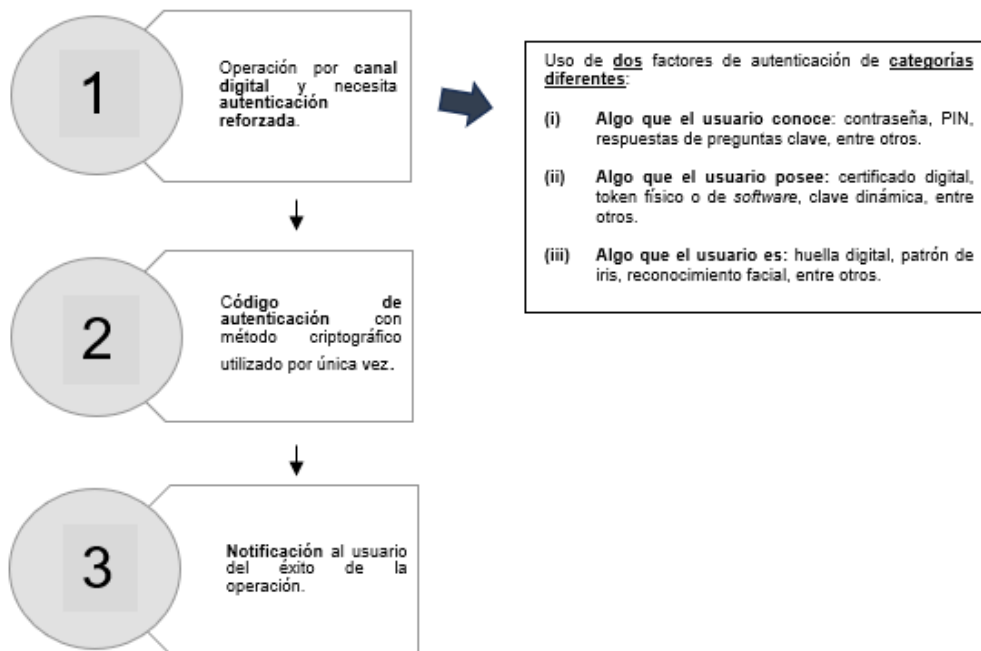 1
Operación por canal
digital y necesita
autenticación
reforzada.
Uso de dos factores de autenticación de categorías
diferentes:
(i) Algo que el usuario conoce: contraseña, PIN,
respuestas de preguntas clave, entre otros.
(ii) Algo que el usuario posee: certificado digital,
token físico o de software, clave dinámica, entre
otros.
(iii) Algo que el usuario es: huella digital, patrón de
iris, reconocimiento facial, entre otros.
2
Código de
autenticación con
método criptográfico
utilizado por única vez.
3
Notificación al usuario
del éxito de la
operación.